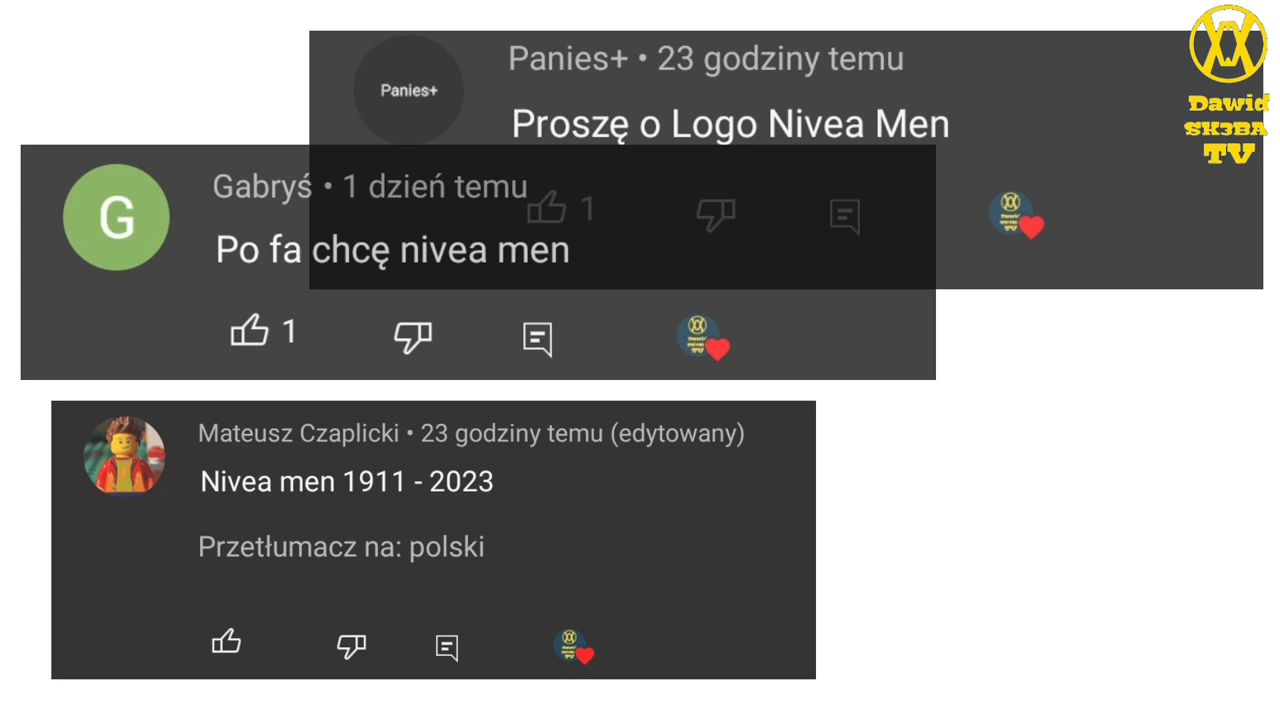 Panies+ • 23 godziny temu
Panies+
Proszę o Logo Nivea Men
1
Dawid
SK3BA
TV
Gabryś • 1 dzień temu
G
Po fa chcę nivea men
1
Mateusz Czaplicki • 23 godziny temu (edytowany)
Nivea men 1911 - 2023
Przetłumacz na: polski